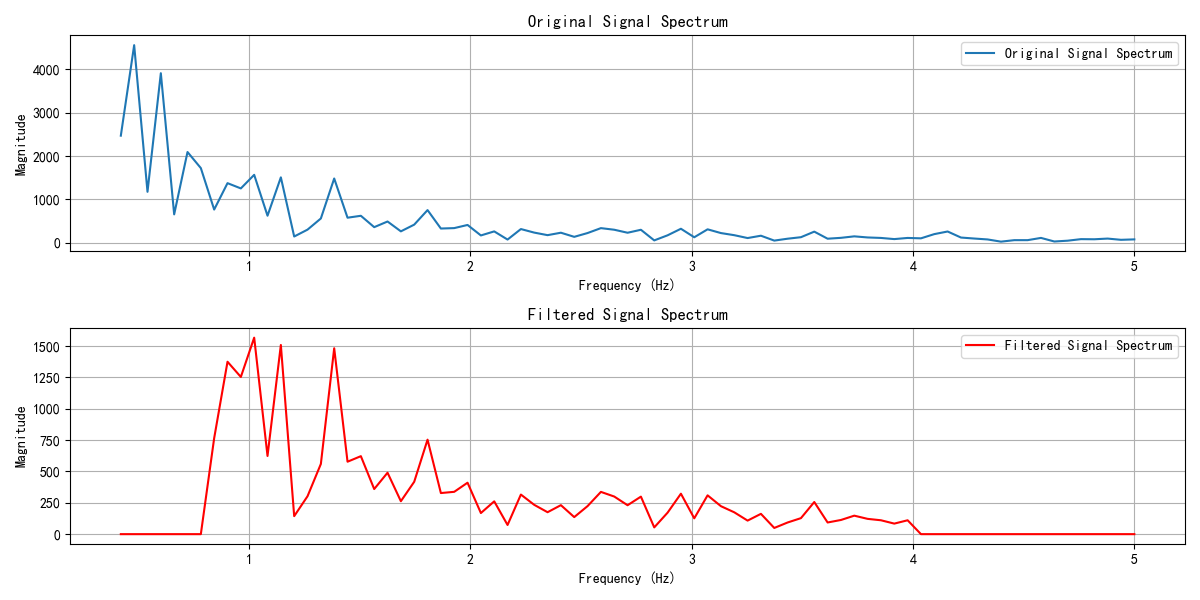 Original Signal Spectrum
Original Signal Spectrum
4000
3000
2000
1000
0
Magnitude
1 2 3 4 5
Frequency (Hz)
Filtered Signal Spectrum
Filtered Signal Spectrum
1500
1250
1000
750
500
250
0
Magnitude
1 2 3 4 5
Frequency (Hz)